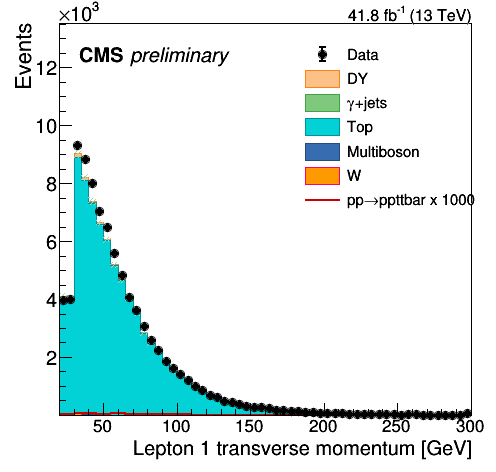 ×10³
41.8 fb⁻¹ (13 TeV)
Events
CMS preliminary
Data
DY
γ+jets
Top
Multiboson
W
pp→ppttbar x 1000
12
10
8
6
4
2
50 100 150 200 250 300
Lepton 1 transverse momentum [GeV]